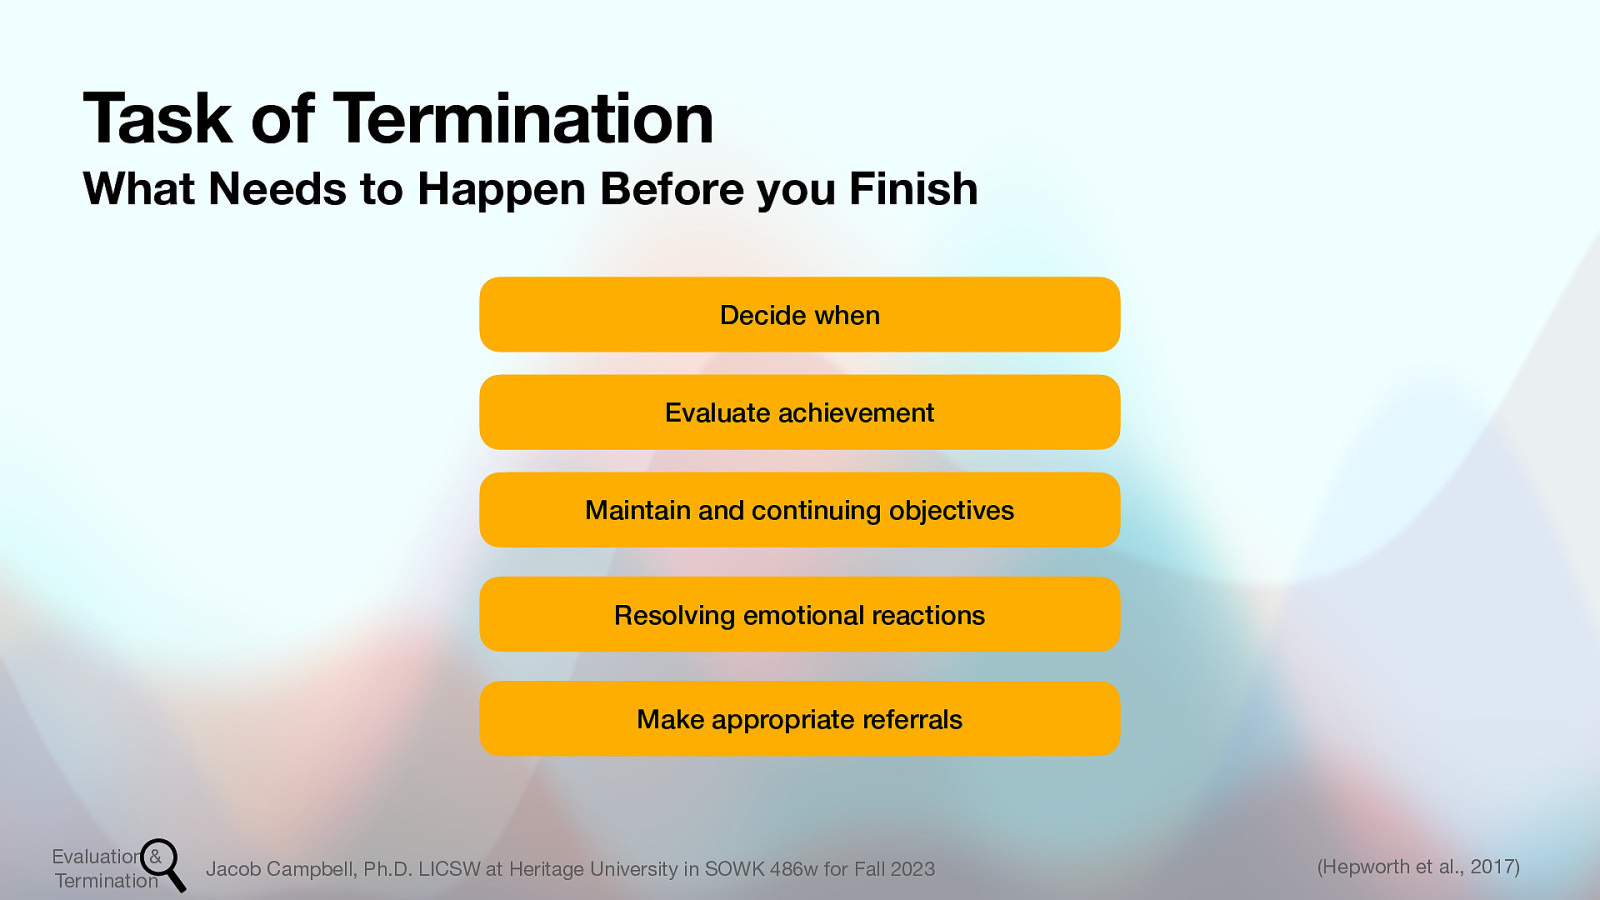 Task of Termination
What Needs to Happen Before you Finish
Decide when
Evaluate achievement
Maintain and continuing objectives
Resolving emotional reactions
Make appropriate referrals
Evaluation &
Termination
Jacob Campbell, Ph.D. LICSW at Heritage University in SOWK 486w for Fall 2023
(Hepworth et al., 2017)